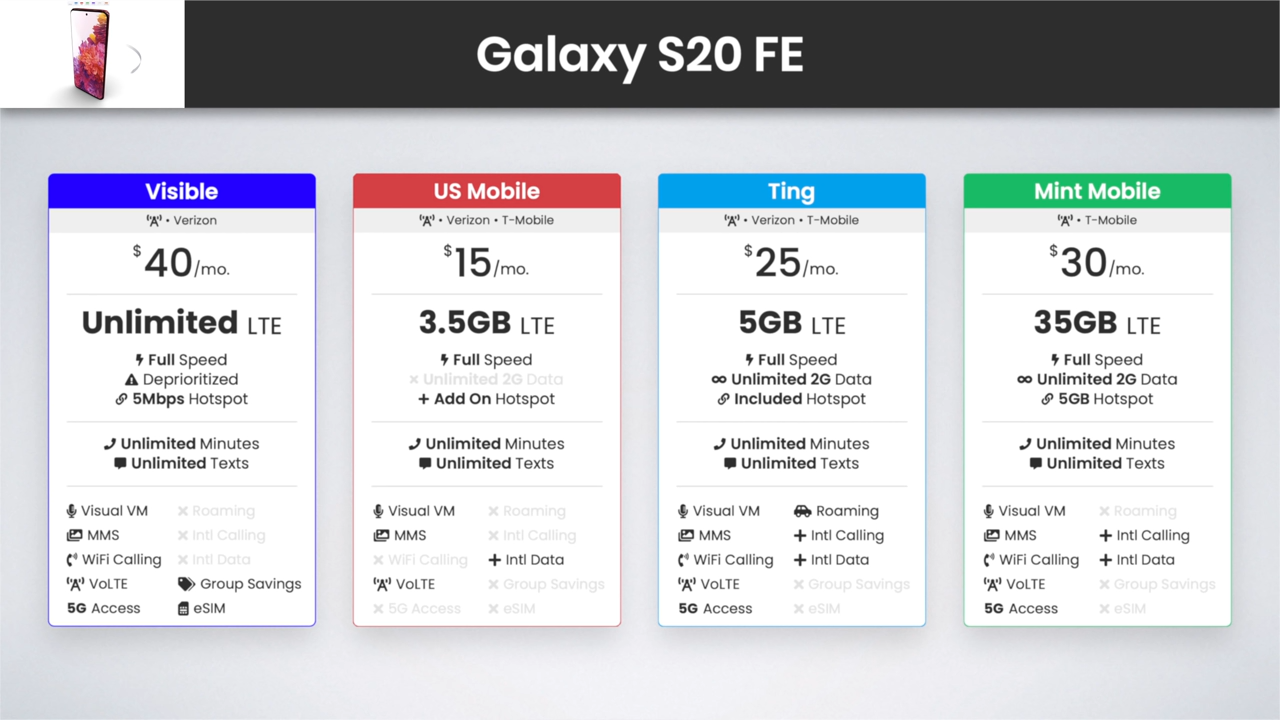 Galaxy S20 FE
Visible
• Verizon
$40/mo.
Unlimited LTE
Full Speed
Deprioritized
5Mbps Hotspot
Unlimited Minutes
Unlimited Texts
Visual VM
Roaming
MMS
Intl Calling
WiFi Calling
Intl Data
VoLTE
Group Savings
5G Access
eSIM
US Mobile
• Verizon • T-Mobile
$15/mo.
3.5GB LTE
Full Speed
Unlimited 2G Data
Add On Hotspot
Unlimited Minutes
Unlimited Texts
Visual VM
Roaming
MMS
Intl Calling
WiFi Calling
Intl Data
VoLTE
Group Savings
5G Access
eSIM
Ting
• Verizon • T-Mobile
$25/mo.
5GB LTE
Full Speed
Unlimited 2G Data
Included Hotspot
Unlimited Minutes
Unlimited Texts
Visual VM
Roaming
MMS
Intl Calling
WiFi Calling
Intl Data
VoLTE
Group Savings
5G Access
eSIM
Mint Mobile
• T-Mobile
$30/mo.
35GB LTE
Full Speed
Unlimited 2G Data
5GB Hotspot
Unlimited Minutes
Unlimited Texts
Visual VM
Roaming
MMS
Intl Calling
WiFi Calling
Intl Data
VoLTE
Group Savings
5G Access
eSIM